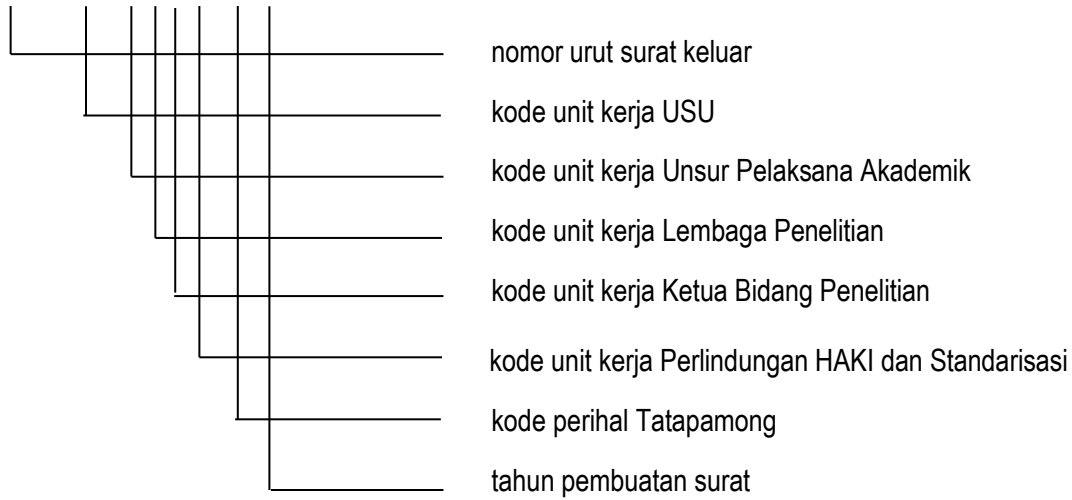 nomor urut surat keluar
kode unit kerja USU
kode unit kerja Unsur Pelaksana Akademik
kode unit kerja Lembaga Penelitian
kode unit kerja Ketua Bidang Penelitian
kode unit kerja Perlindungan HAKI dan Standarisasi
kode perihal Tatapamong
tahun pembuatan surat